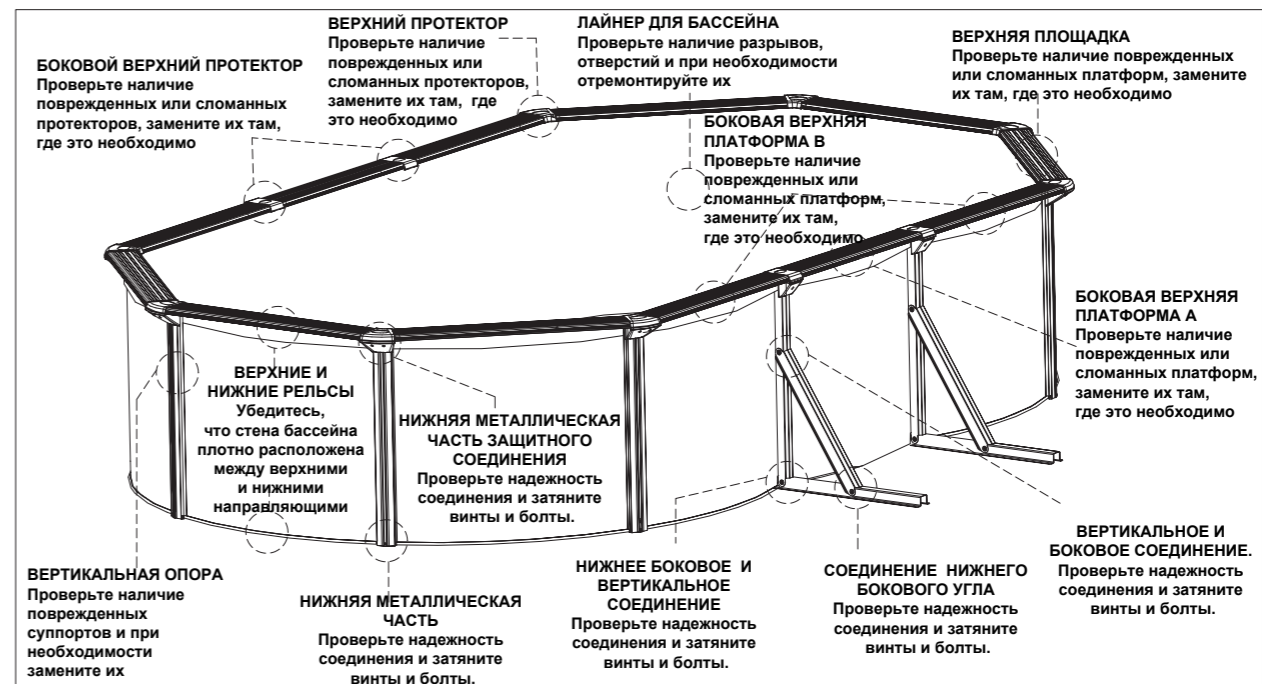 БОКОВОЙ ВЕРХНИЙ ПРОТЕКТОР
Проверьте наличие
поврежденных или сломанных
протекторов, замените их там,
где это необходимо
ВЕРХНИЙ ПРОТЕКТОР
Проверьте наличие
поврежденных или
сломанных протекторов,
замените их там, где
это необходимо
ЛАЙНЕР ДЛЯ БАССЕЙНА
Проверьте наличие разрывов,
отверстий и при необходимости
отремонтируйте их
ВЕРХНЯЯ ПЛОЩАДКА
Проверьте наличие поврежденных
или сломанных платформ, замените
их там, где это необходимо
БОКОВАЯ ВЕРХНЯЯ
ПЛАТФОРМА B
Проверьте наличие
поврежденных или
сломанных платформ,
замените их там,
где это необходимо
БОКОВАЯ ВЕРХНЯЯ
ПЛАТФОРМА A
Проверьте наличие
поврежденных или
сломанных платформ,
замените их там,
где это необходимо
ВЕРХНИЕ И
НИЖНИЕ РЕЛЬСЫ
Убедитесь,
что стена бассейна
плотно расположена
между верхними
и нижними
направляющими
НИЖНЯЯ МЕТАЛЛИЧЕСКАЯ
ЧАСТЬ ЗАЩИТНОГО
СОЕДИНЕНИЯ
Проверьте надежность
соединения и затяните
винты и болты.
ВЕРТИКАЛЬНАЯ ОПОРА
Проверьте наличие
поврежденных
суппортов и при
необходимости
замените их
НИЖНЯЯ МЕТАЛЛИЧЕСКАЯ
ЧАСТЬ
Проверьте надежность
соединения и затяните
винты и болты.
НИЖНЕЕ БОКОВОЕ И
ВЕРТИКАЛЬНОЕ
СОЕДИНЕНИЕ
Проверьте надежность
соединения и затяните
винты и болты.
СОЕДИНЕНИЕ НИЖНЕГО
БОКОВОГО УГЛА
Проверьте надежность
соединения и затяните
винты и болты.
ВЕРТИКАЛЬНОЕ И
БОКОВОЕ СОЕДИНЕНИЕ.
Проверьте надежность
соединения и затяните
винты и болты.